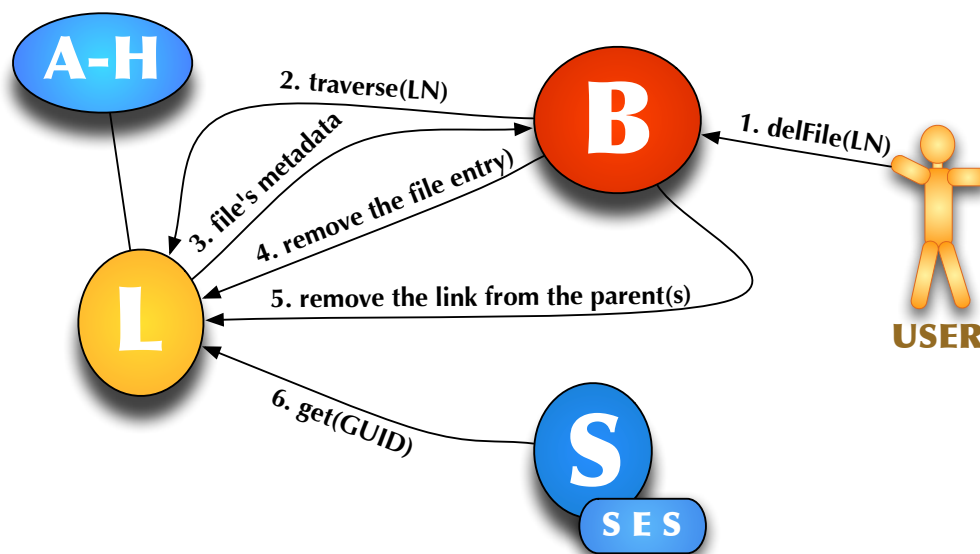 A-H
B
2. traverse(LN)
1. delFile(LN)
3. file's metadata
4. remove the file entry)
5. remove the link from the parent(s)
L
USER
6. get(GUID)
S
S E S